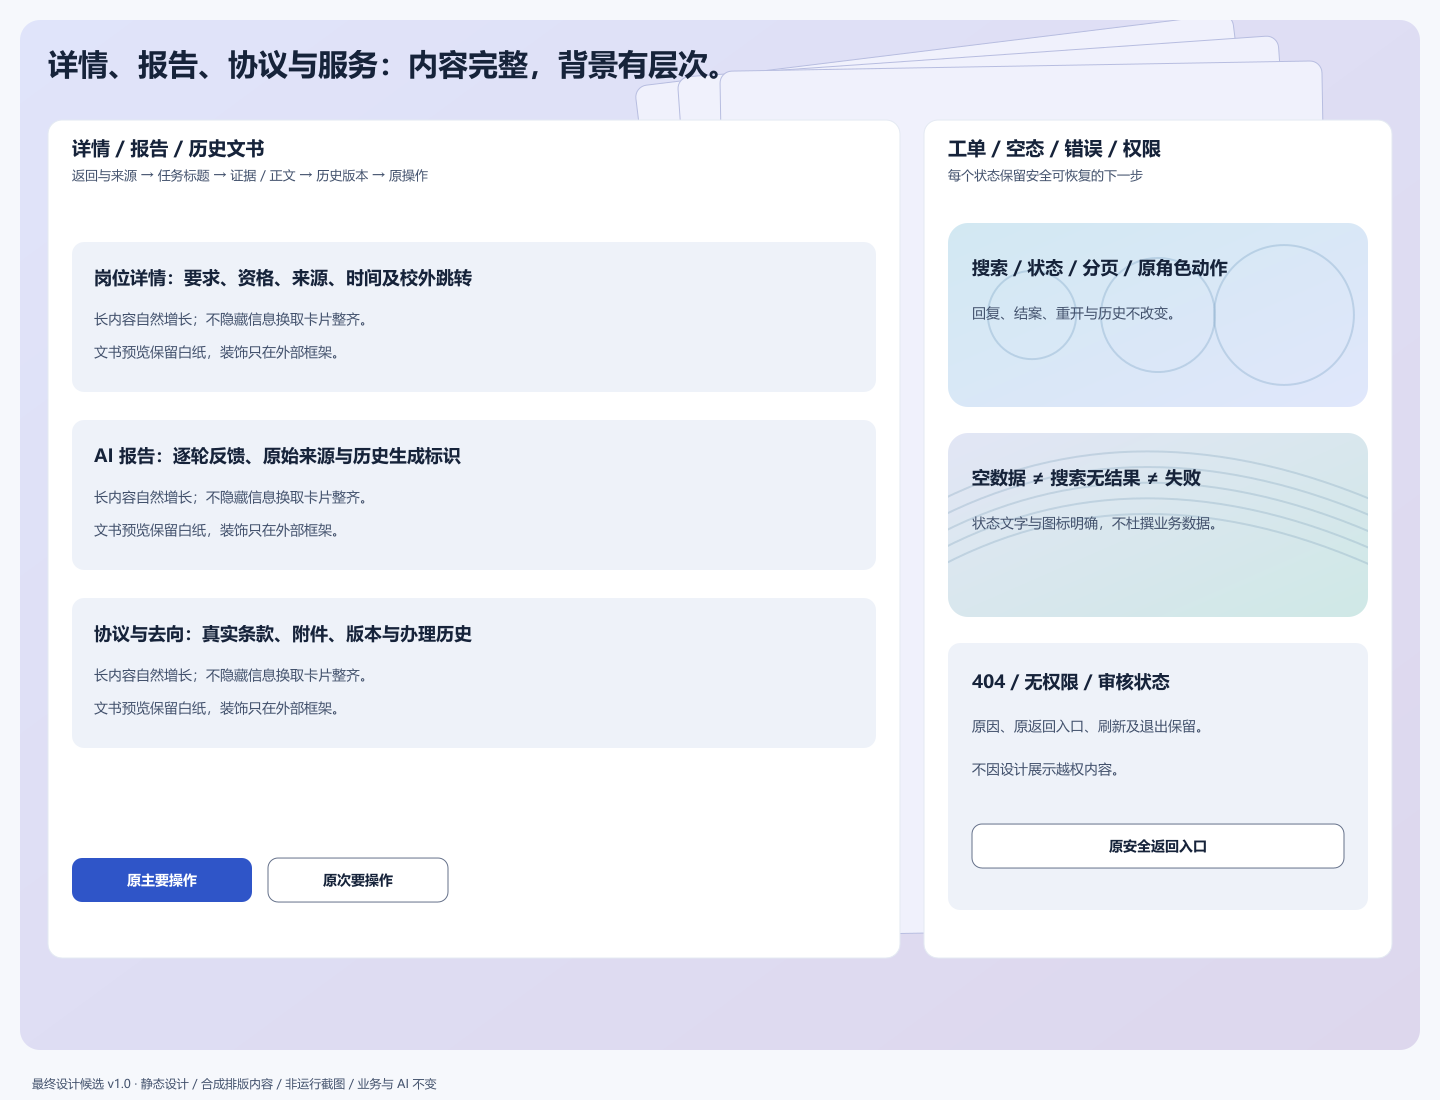 详情、报告、协议与服务：内容完整，背景有层次。
详情 / 报告 / 历史文书
返回与来源 → 任务标题 → 证据 / 正文 → 历史版本 → 原操作
岗位详情：要求、资格、来源、时间及校外跳转
长内容自然增长；不隐藏信息换取卡片整齐。
文书预览保留白纸，装饰只在外部框架。
AI 报告：逐轮反馈、原始来源与历史生成标识
长内容自然增长；不隐藏信息换取卡片整齐。
文书预览保留白纸，装饰只在外部框架。
协议与去向：真实条款、附件、版本与办理历史
长内容自然增长；不隐藏信息换取卡片整齐。
文书预览保留白纸，装饰只在外部框架。
原主要操作
原次要操作
工单 / 空态 / 错误 / 权限
每个状态保留安全可恢复的下一步
搜索 / 状态 / 分页 / 原角色动作
回复、结案、重开与历史不改变。
空数据 ≠ 搜索无结果 ≠ 失败
状态文字与图标明确，不杜撰业务数据。
404 / 无权限 / 审核状态
原因、原返回入口、刷新及退出保留。
不因设计展示越权内容。
原安全返回入口
最终设计候选 v1.0 · 静态设计 / 合成排版内容 / 非运行截图 / 业务与 AI 不变